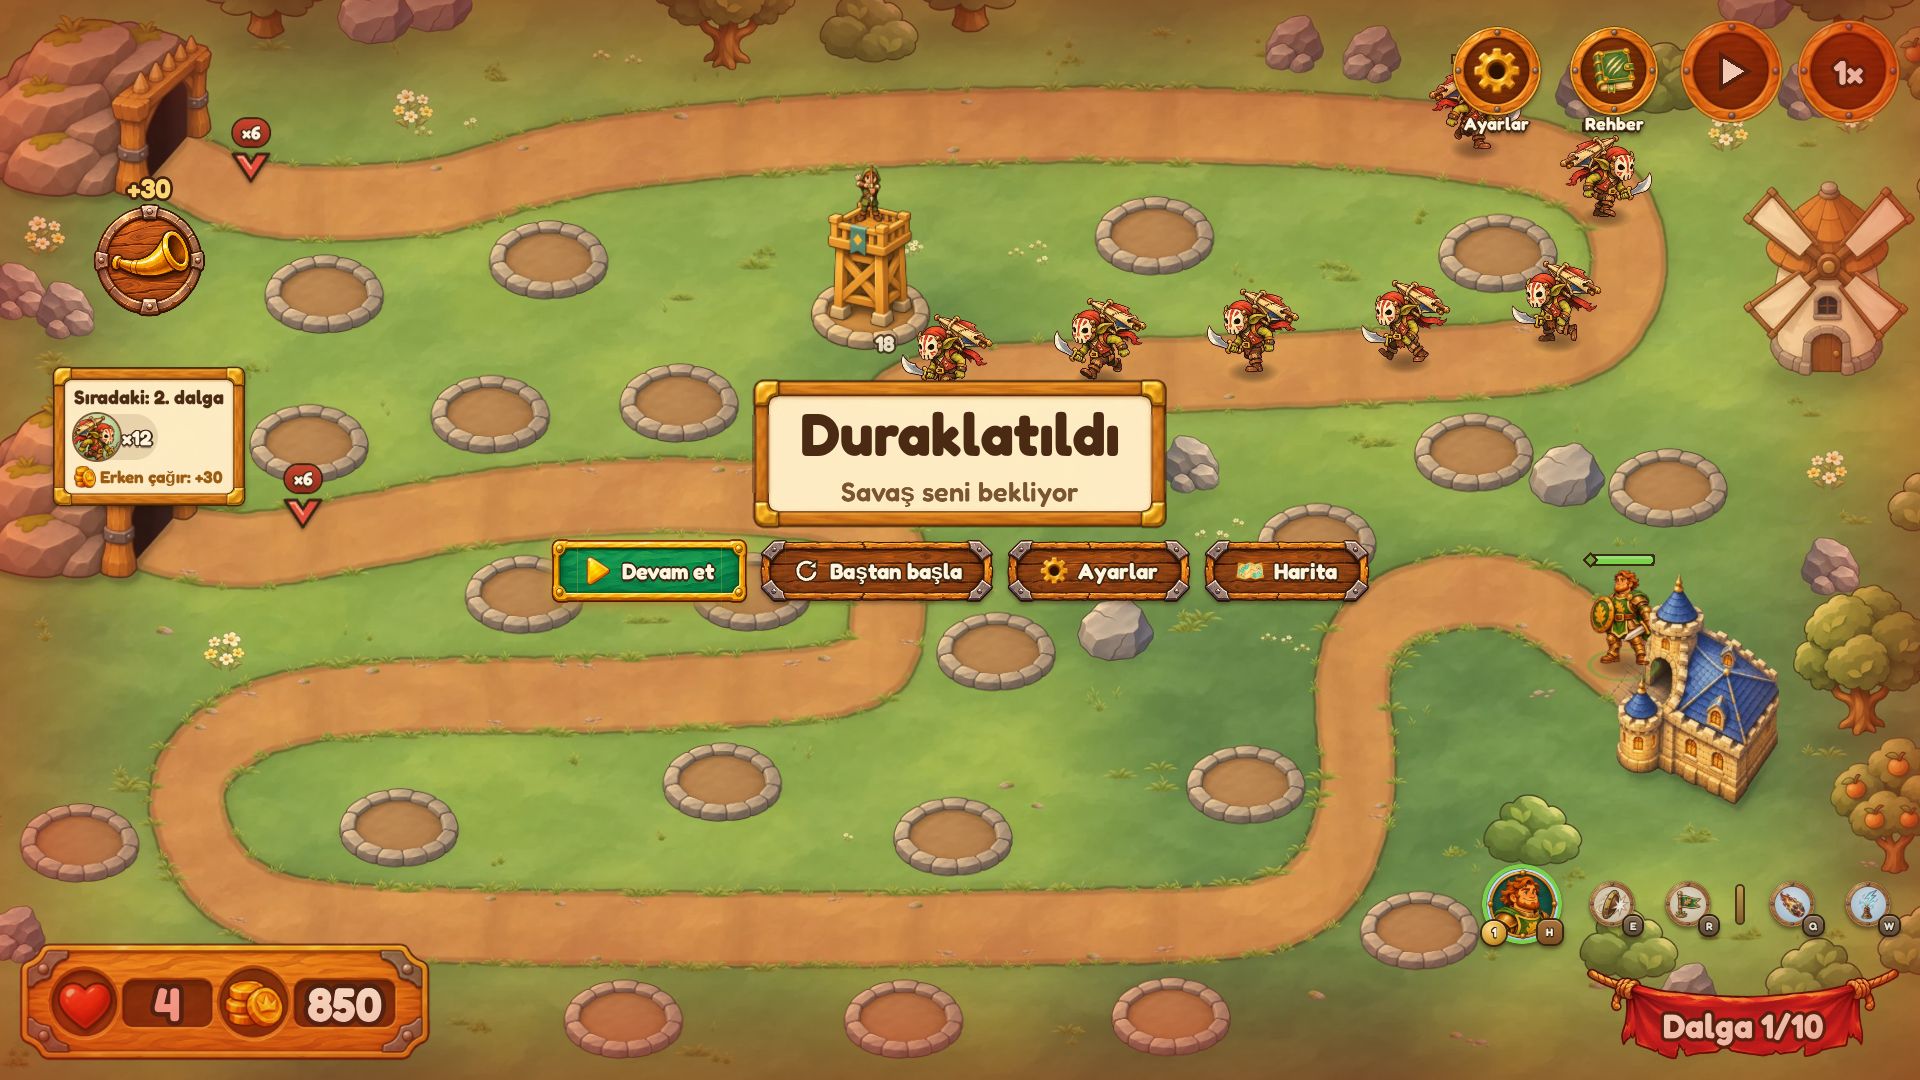 Ayarlar
Rehber
1x
x6
+30
18
Sıradaki: 2. dalga
x12
Erken çağır: +30
x6
Duraklatıldı
Savaş seni bekliyor
Devam et
Baştan başla
Ayarlar
Harita
1
H
E
R
Q
W
4
850
Dalga 1/10